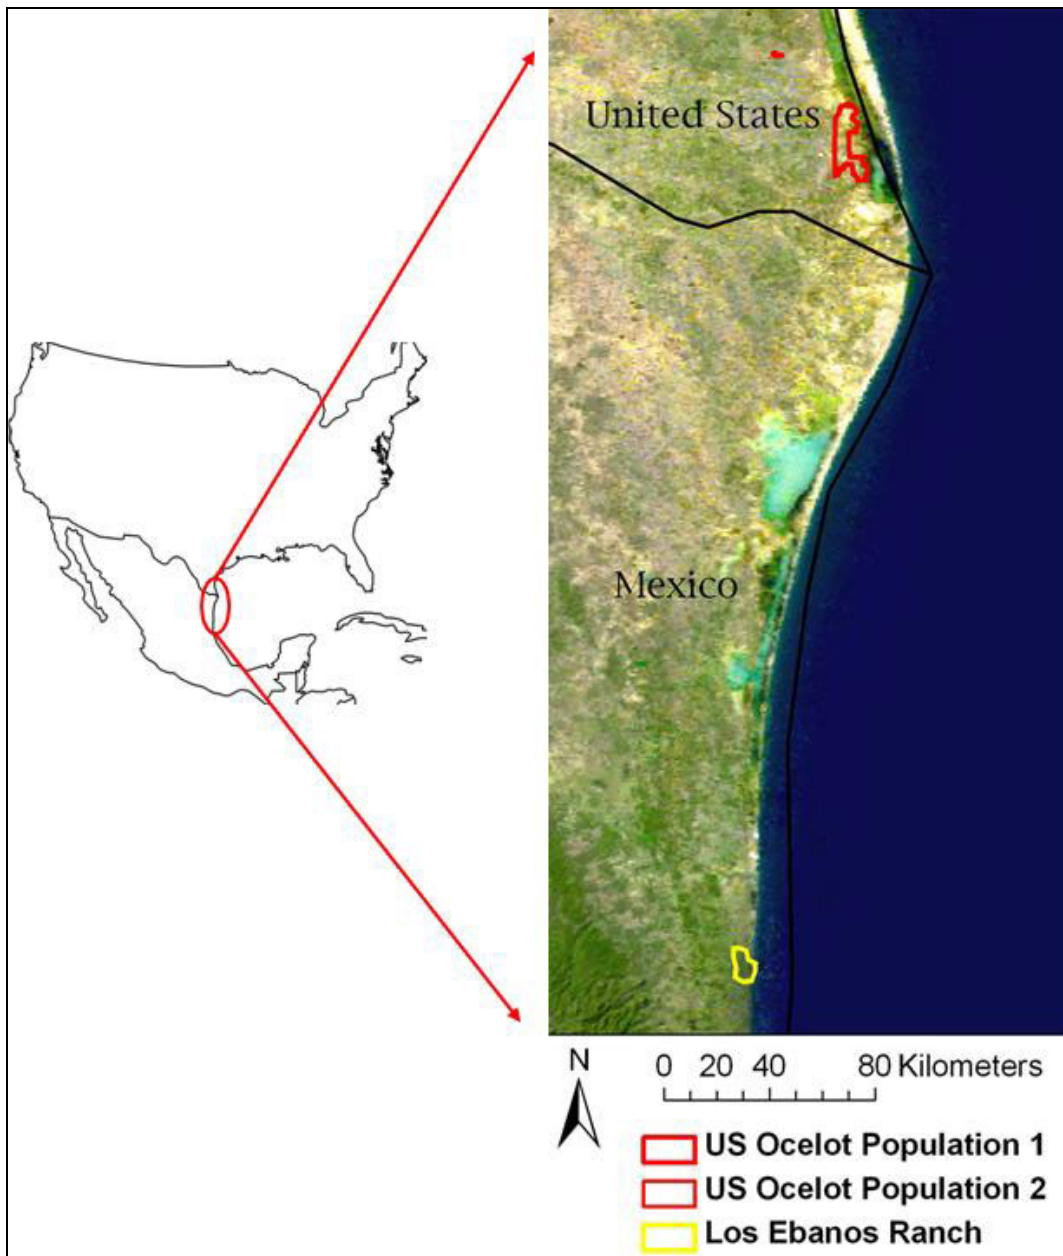 United States
Mexico
N
0 20 40 80 Kilometers
US Ocelot Population 1
US Ocelot Population 2
Los Ebanos Ranch